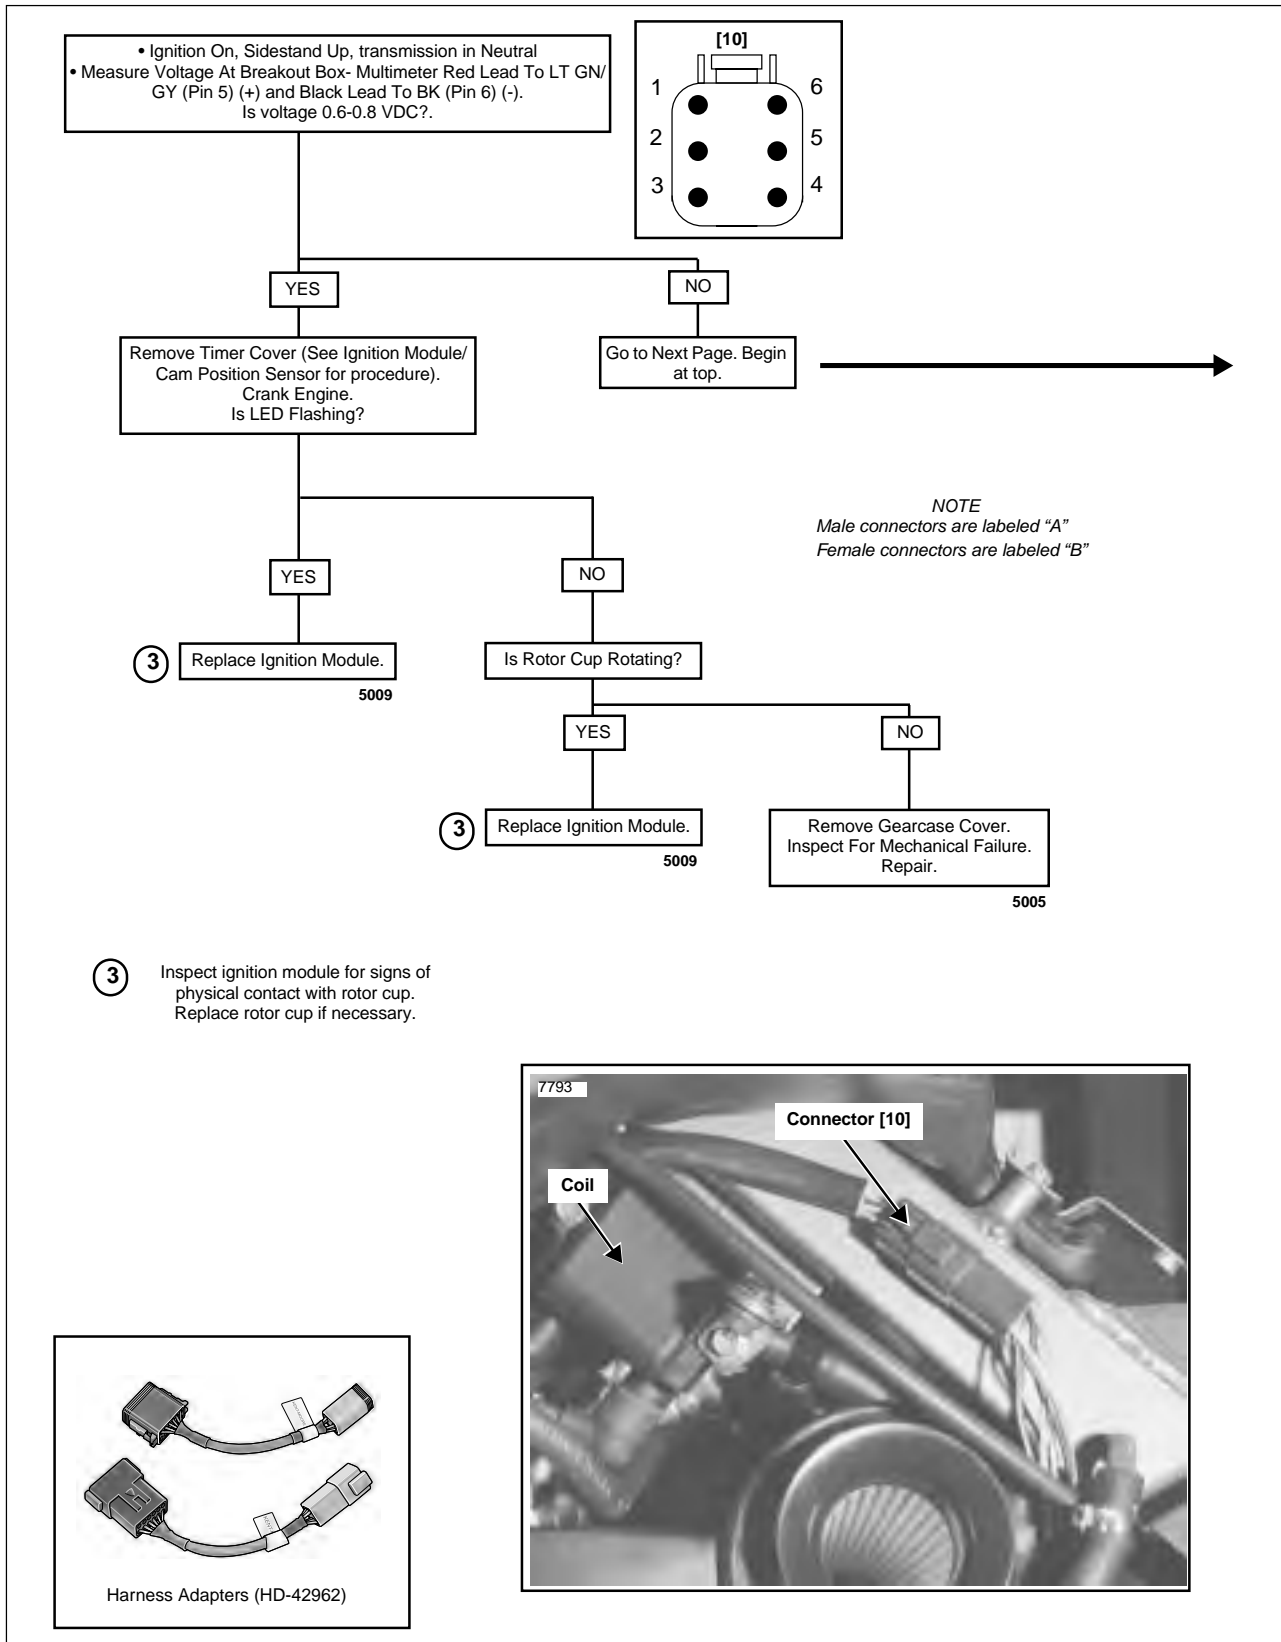 • Ignition On, Sidestand Up, transmission in Neutral
• Measure Voltage At Breakout Box- Multimeter Red Lead To LT GN/
GY (Pin 5) (+) and Black Lead To BK (Pin 6) (-).
Is voltage 0.6-0.8 VDC?.
[10]
1
6
2
5
3
4
YES
NO
Remove Timer Cover (See Ignition Module/
Cam Position Sensor for procedure).
Crank Engine.
Is LED Flashing?
Go to Next Page. Begin
at top.
NOTE
Male connectors are labeled “A”
Female connectors are labeled “B”
YES
NO
3
Replace Ignition Module.
5009
Is Rotor Cup Rotating?
YES
NO
3
Replace Ignition Module.
5009
Remove Gearcase Cover.
Inspect For Mechanical Failure.
Repair.
5005
3
Inspect ignition module for signs of
physical contact with rotor cup.
Replace rotor cup if necessary.
7793
Connector [10]
Coil
Harness Adapters (HD-42962)